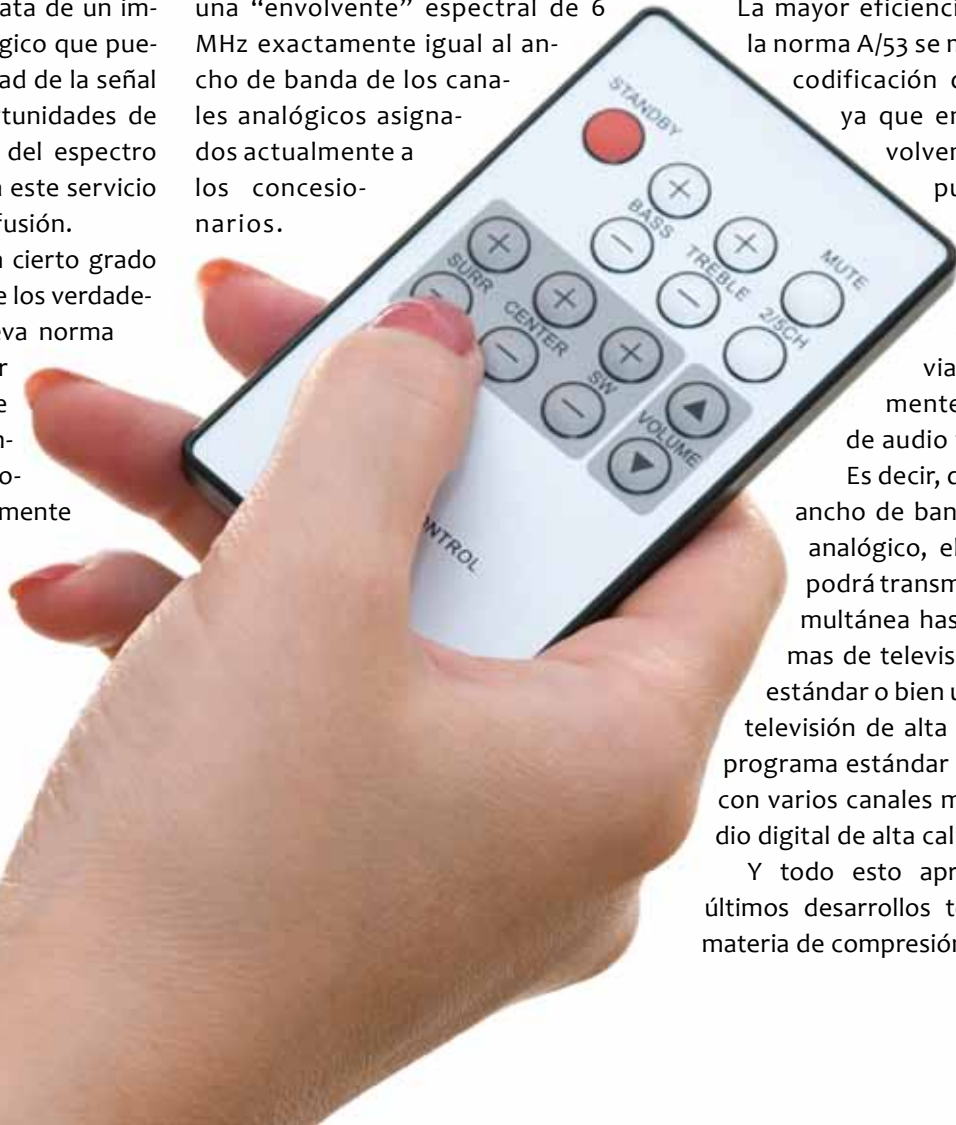 ata de un im-
gico que pue-
ad de la señal
tunidades de
del espectro
este servicio
fusión.
cierto grado
e los verdade-
eva norma
r
e
n-
o-
mente
una “envolvente” espectral de 6
MHz exactamente igual al an-
cho de banda de los cana-
les analógicos asigna-
dos actualmente a
los concesio-
narios.
STANDBY
BASS
TREBLE
MUTE
SURR
CENTER
SW
2/5CH
VOLUME
NTROL
La mayor eficienci
la norma A/53 se
codificación
ya que en
volven
pu
via
mente
de audio
Es decir,
ancho de ban
analógico, el
podrá transm
multánea has
mas de televis
estándar o bien
televisión de alta
programa estándar
con varios canales m
dio digital de alta cal
Y todo esto apr
últimos desarrollos t
materia de compresión